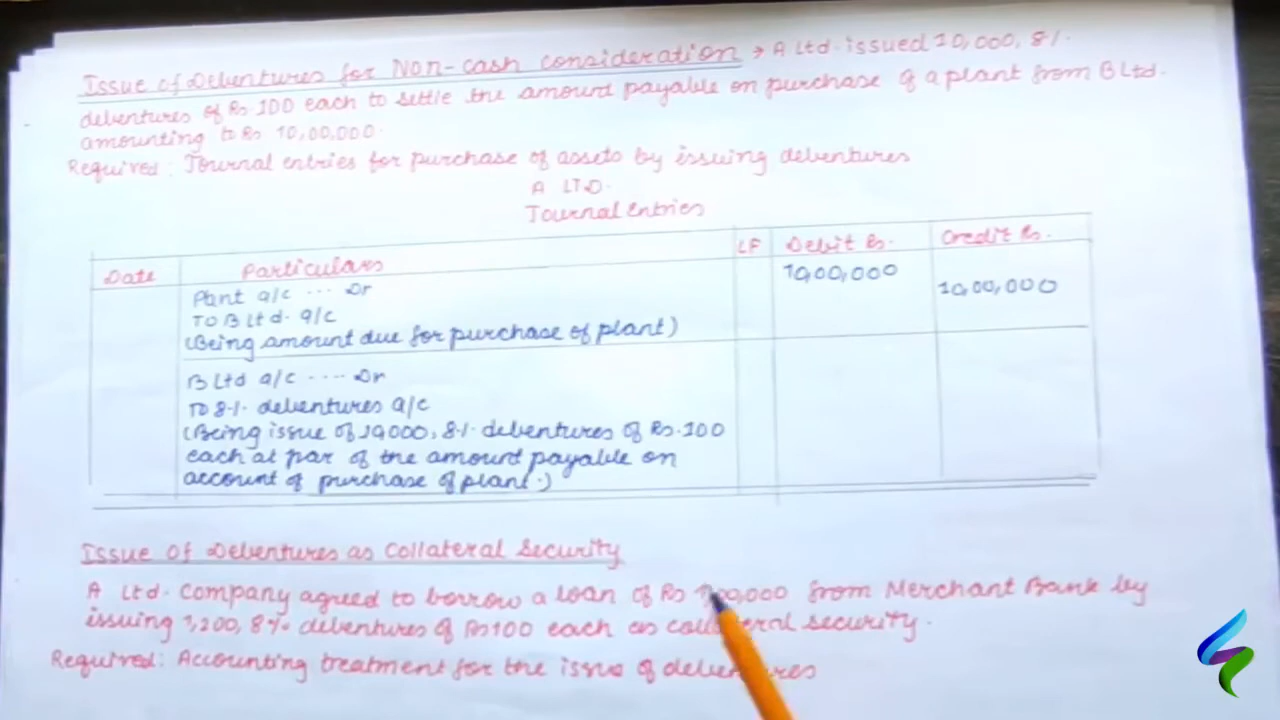 Issue of Debentures for Non-cash consideration → A Ltd. issued 10,000, 8%
debentures of Rs 100 each to settle the amount payable on purchase of a plant from B Ltd.
amounting to Rs 10,00,000.
Required: Journal entries for purchase of assets by issuing debentures
A LTD.
Journal Entries
Date Particulars LF Debit Rs. Credit Rs.
Plant a/c ... Dr 10,00,000
TO B Ltd. a/c 10,00,000
(Being amount due for purchase of plant)
B Ltd a/c .... Dr
TO 8% debentures a/c
(Being issue of 10,000, 8% debentures of Rs. 100
each at par of the amount payable on
account of purchase of plant.)
Issue Of Debentures as Collateral Security
A Ltd. Company agreed to borrow a loan of Rs from Merchant Bank by
issuing 1,200, 8% debentures of Rs 100 each as collateral security.
Required: Accounting treatment for the issue of debentures